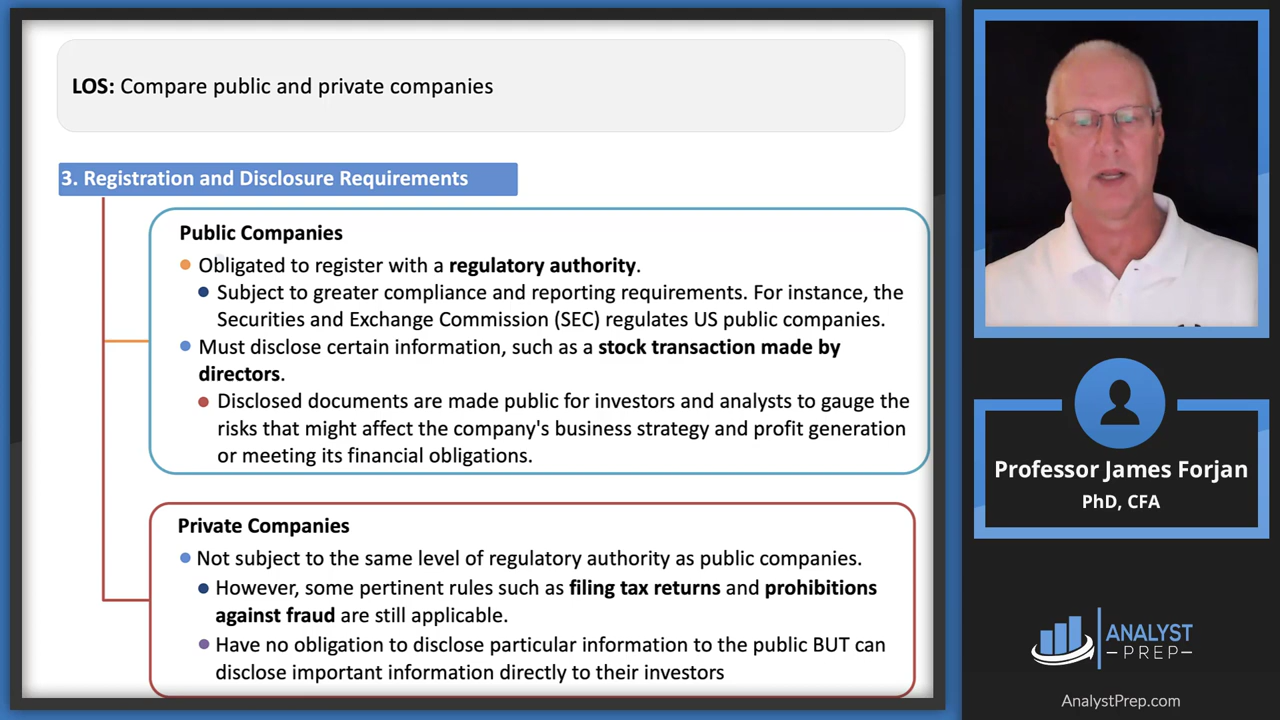 LOS: Compare public and private companies
3. Registration and Disclosure Requirements
Public Companies
Obligated to register with a regulatory authority.
Subject to greater compliance and reporting requirements. For instance, the
Securities and Exchange Commission (SEC) regulates US public companies.
Must disclose certain information, such as a stock transaction made by
directors.
Disclosed documents are made public for investors and analysts to gauge the
risks that might affect the company's business strategy and profit generation
or meeting its financial obligations.
Private Companies
Not subject to the same level of regulatory authority as public companies.
However, some pertinent rules such as filing tax returns and prohibitions
against fraud are still applicable.
Have no obligation to disclose particular information to the public BUT can
disclose important information directly to their investors
Professor James Forjan
PhD, CFA
ANALYST
PREP
AnalystPrep.com